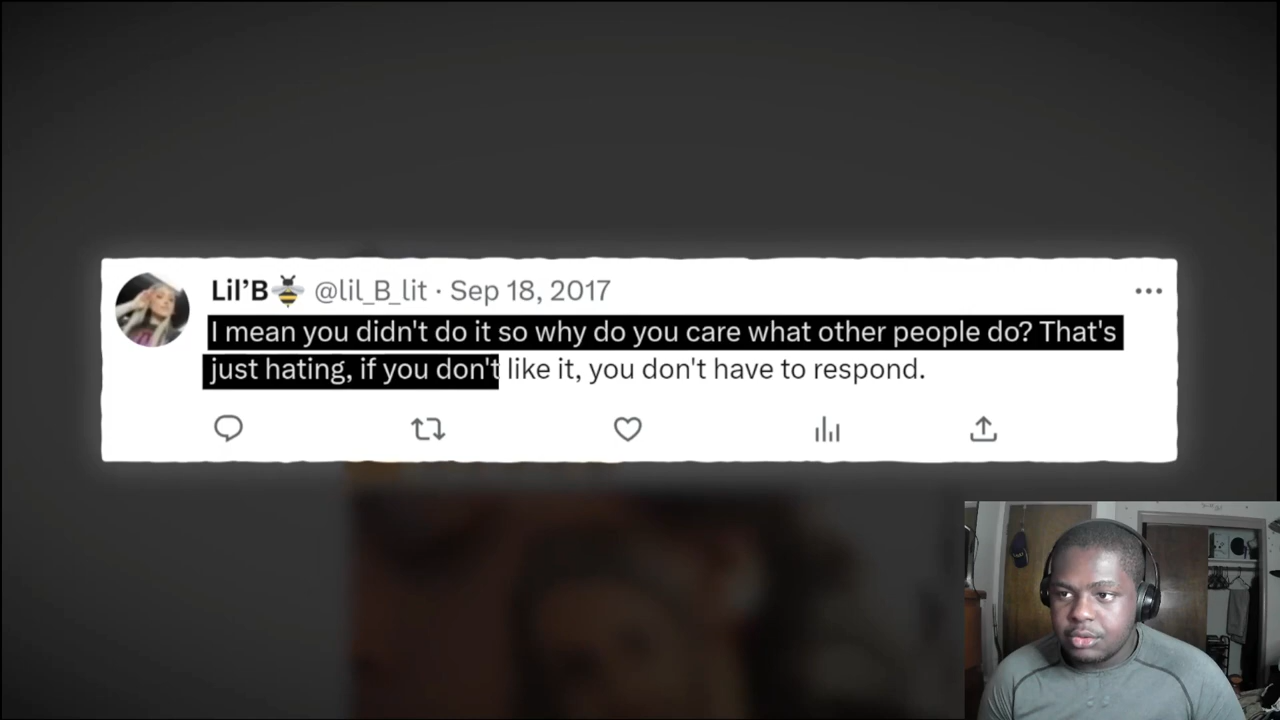 Lil'B🐝 @lil_B_lit · Sep 18, 2017
I mean you didn't do it so why do you care what other people do? That's
just hating, if you don't like it, you don't have to respond.